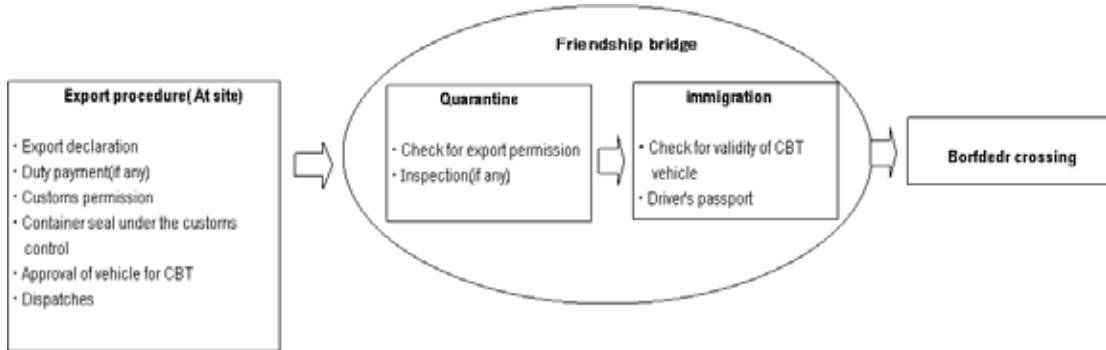 Friendship bridge
Export procedure( At site)
· Export declaration
· Duty payment(if any)
· Customs permission
· Container seal under the customs
control
· Approval of vehicle for CBT
· Dispatches
Quarantine
· Check for export permission
· Inspection(if any)
immigration
· Check for validity of CBT
vehicle
· Driver's passport
Borfdedr crossing